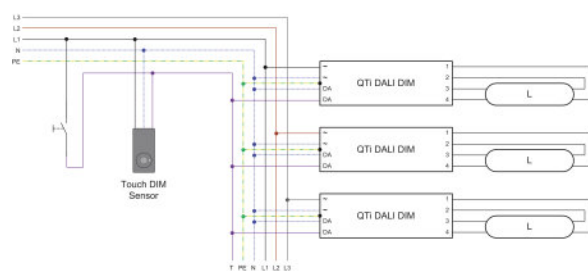 L3
L2
L1
N
PE
~
~
DA
DA
QTi DALI DIM
1
2
3
4
L
~
~
DA
DA
QTi DALI DIM
1
2
3
4
L
~
~
DA
DA
QTi DALI DIM
1
2
3
4
L
Touch DIM
Sensor
T PE N L1 L2 L3